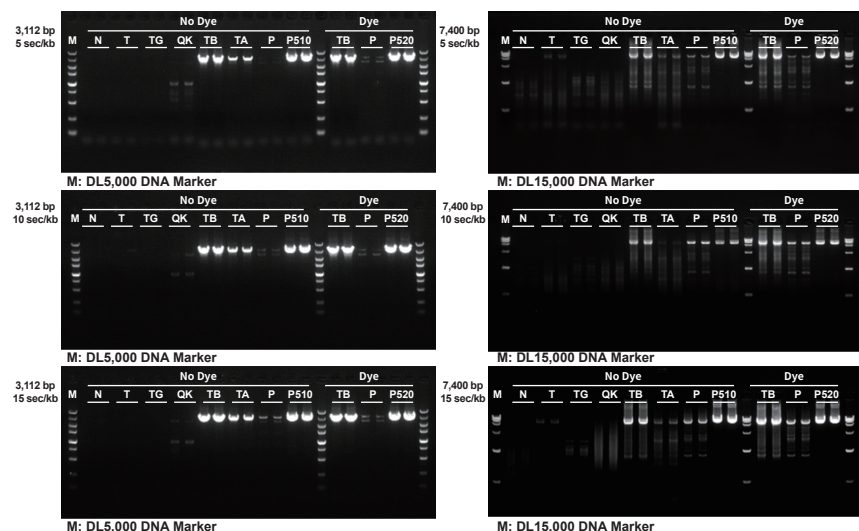 3,112 bp
5 sec/kb
No Dye
Dye
M N T TG QK TB TA P P510 TB P P520
M: DL5,000 DNA Marker
7,400 bp
5 sec/kb
No Dye
Dye
M N T TG QK TB TA P P510 TB P P520
M: DL15,000 DNA Marker
3,112 bp
10 sec/kb
No Dye
Dye
M N T TG QK TB TA P P510 TB P P520
M: DL5,000 DNA Marker
7,400 bp
10 sec/kb
No Dye
Dye
M N T TG QK TB TA P P510 TB P P520
M: DL15,000 DNA Marker
3,112 bp
15 sec/kb
No Dye
Dye
M N T TG QK TB TA P P510 TB P P520
M: DL5,000 DNA Marker
7,400 bp
15 sec/kb
No Dye
Dye
M N T TG QK TB TA P P510 TB P P520
M: DL15,000 DNA Marker